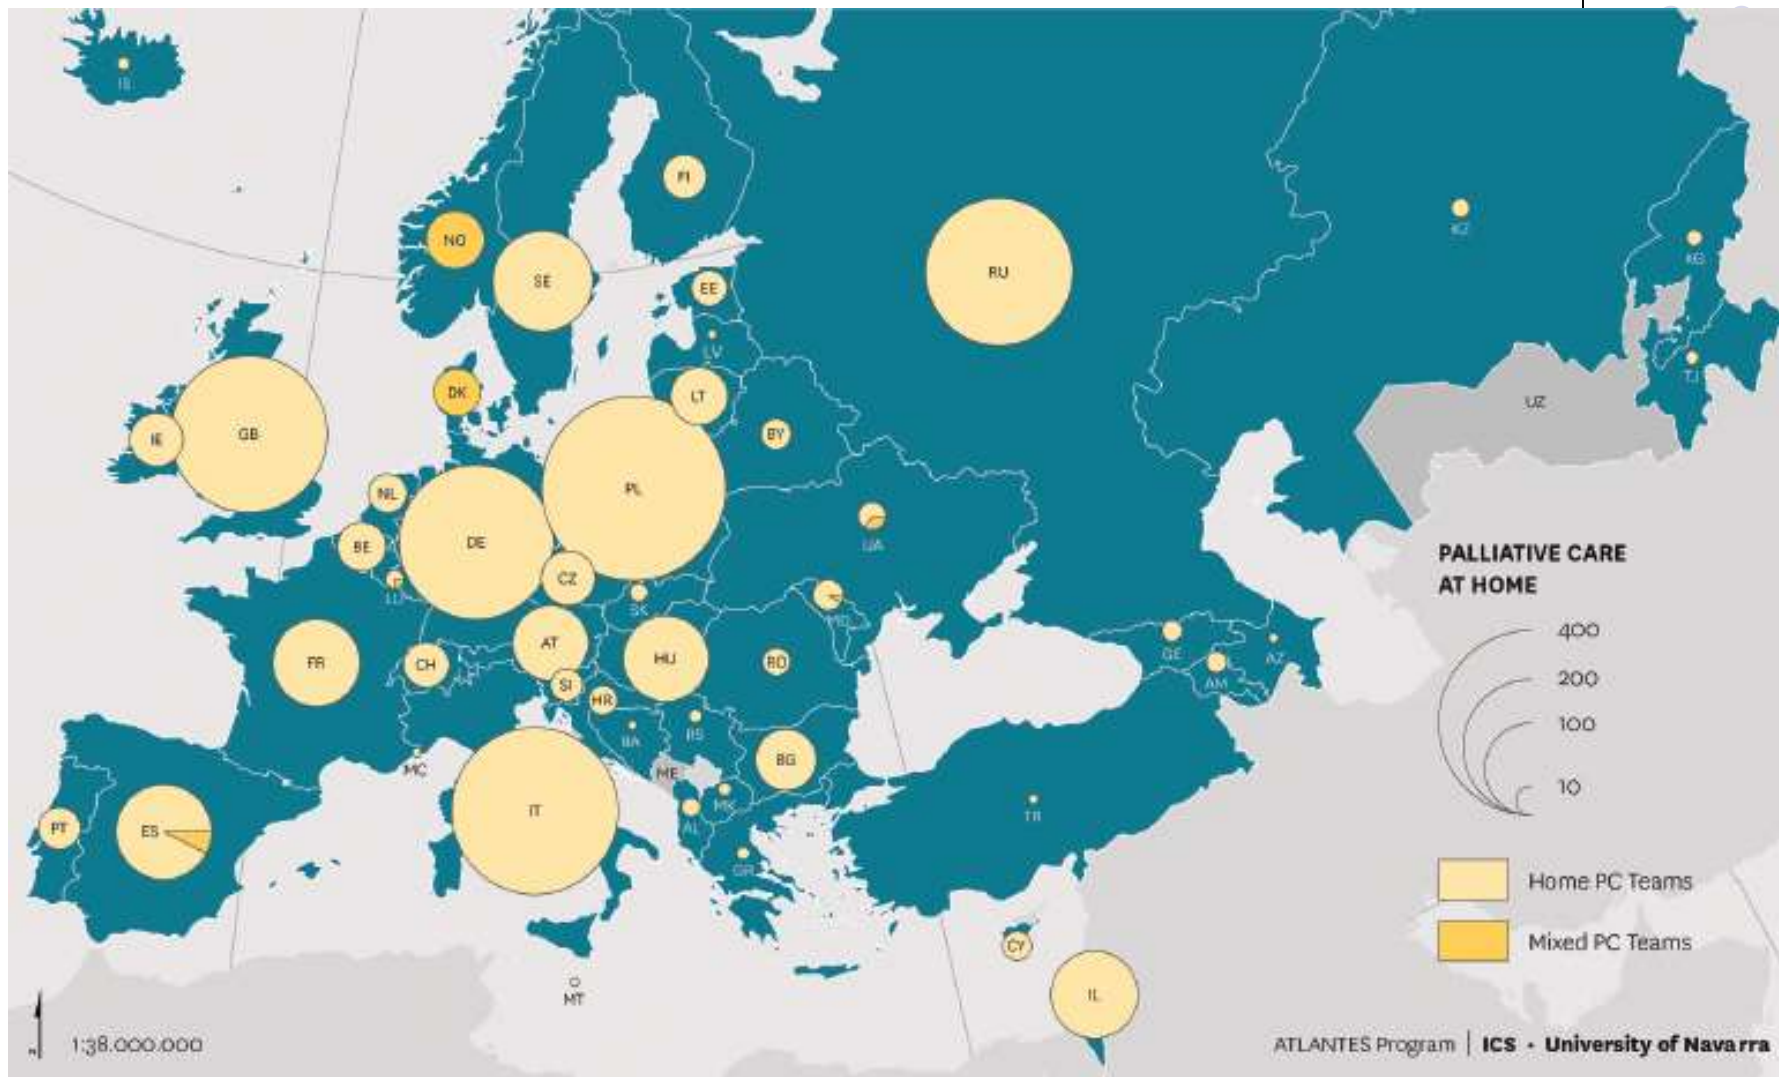 IS
FI
NO
SE
RU
KZ
KG
EE
LV
TJ
DK
LT
UZ
IE
GB
BY
PL
NL
UA
DE
BE
CZ
LU
SK
MD
PALLIATIVE CARE
AT HOME
400
200
100
10
GE
AZ
AM
AT
HU
RO
FR
CH
SI
HR
RS
BA
BG
MC
ME
MK
AL
TR
PT
ES
IT
GR
CY
IL
MT
Home PC Teams
Mixed PC Teams
N
1:38.000.000
ATLANTES Program | ICS · University of Navarra